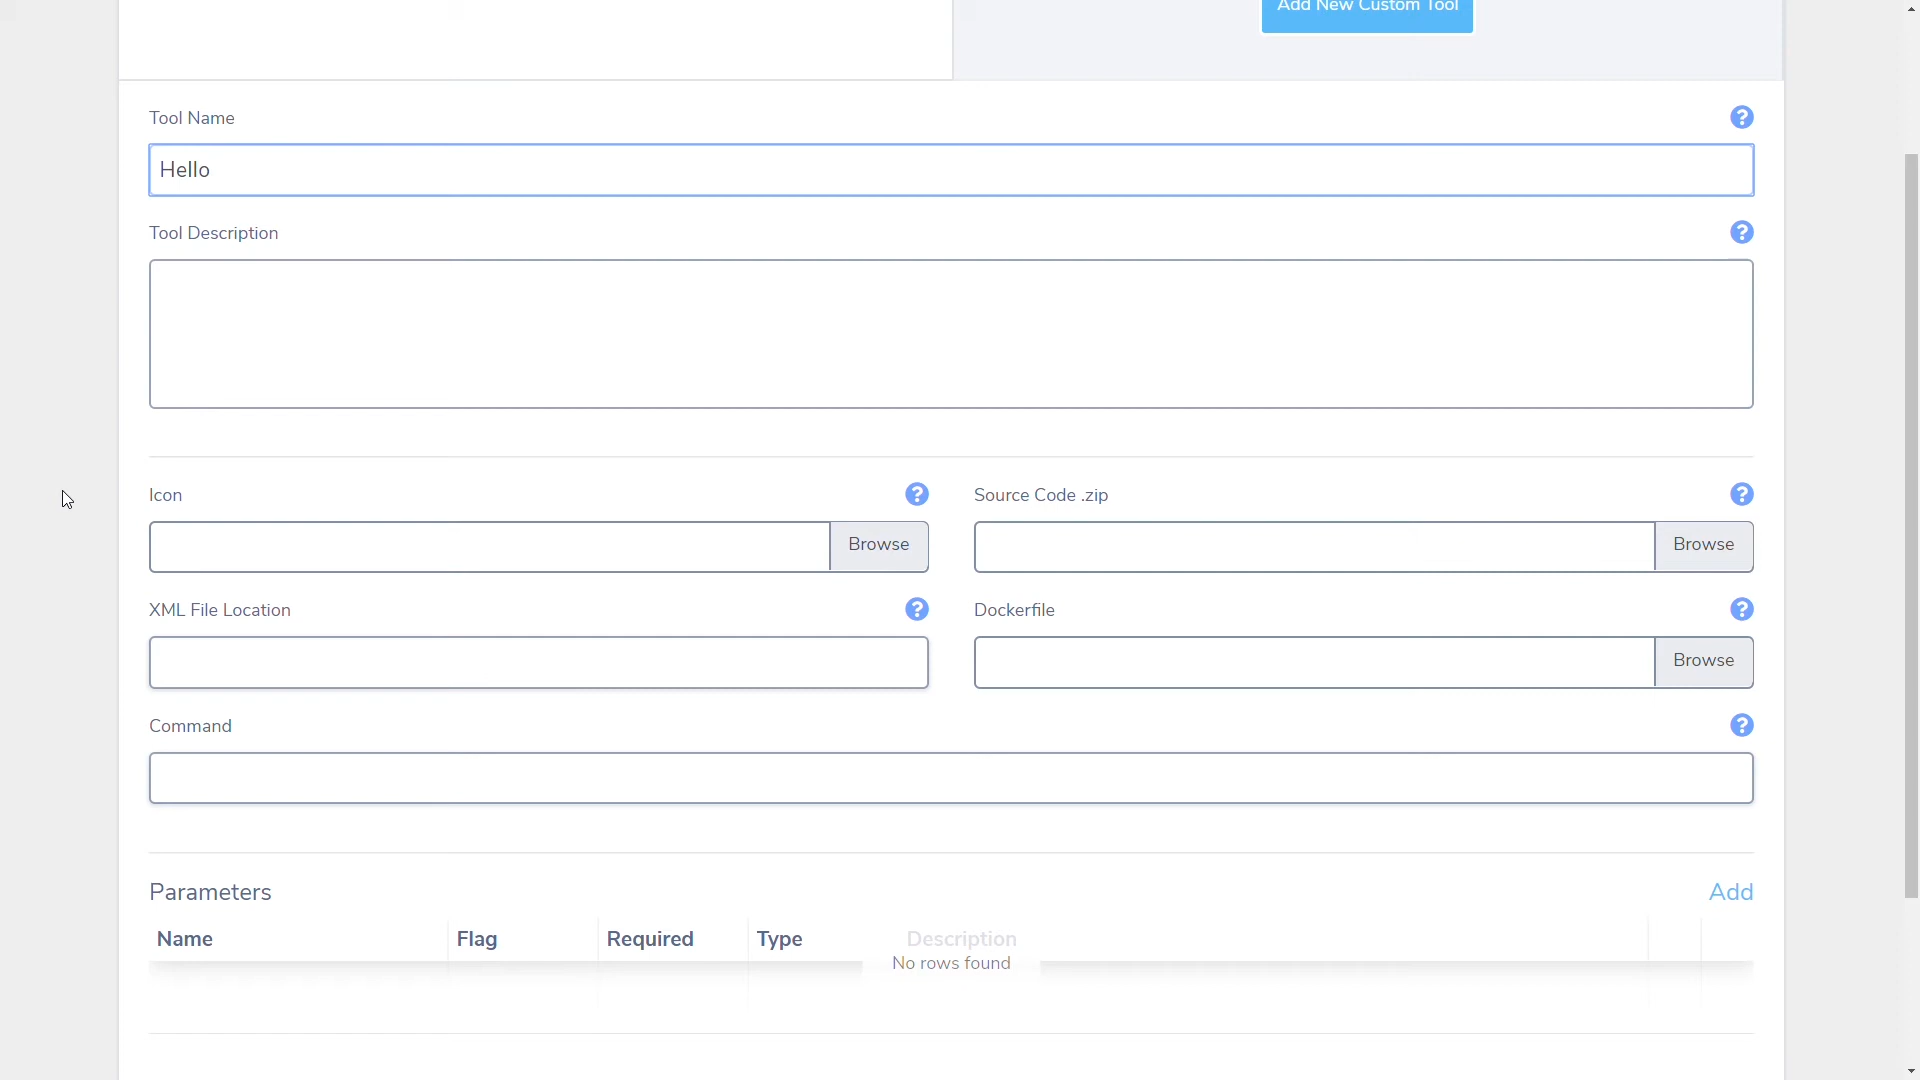 Add New Custom Tool
Tool Name
Hello
Tool Description
Icon
Source Code .zip
Browse
Browse
XML File Location
Dockerfile
Browse
Command
Parameters
Add
Name Flag Required Type Description
No rows found